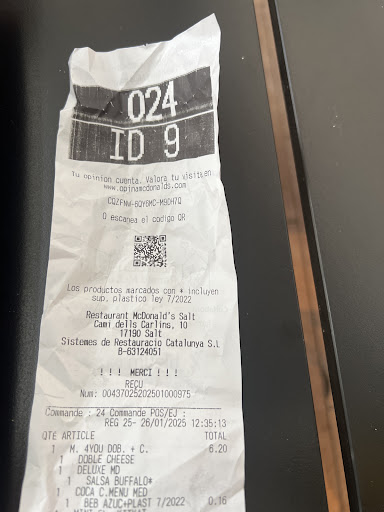 024
ID 9
Tu opinion cuenta. Valora tu visita en
www.opinamcdonalds.com
CQZFNW-6QY8MC-M9DH7Q
O escanea el codigo QR
Los productos marcados con * incluyen
sup. plastico ley 7/2022
Restaurant McDonald's Salt
Cami dells Carlins, 10
17190 Salt
Sistemes de Restauracio Catalunya S.L
B-63124051
!!! MERCI !!!
REÇU
Num: 00437025202501000975
Commande : 24 Commande POS/EJ :
REG 25- 26/01/2025 12:35:13
QTE ARTICLE TOTAL
1 M. 4YOU DOB. + C. 6.20
1 DOBLE CHEESE
1 DELUXE MD
1 SALSA BUFFALO*
1 COCA C.MENU MED
1 BEB AZUC+PLAST 7/2022 0.16